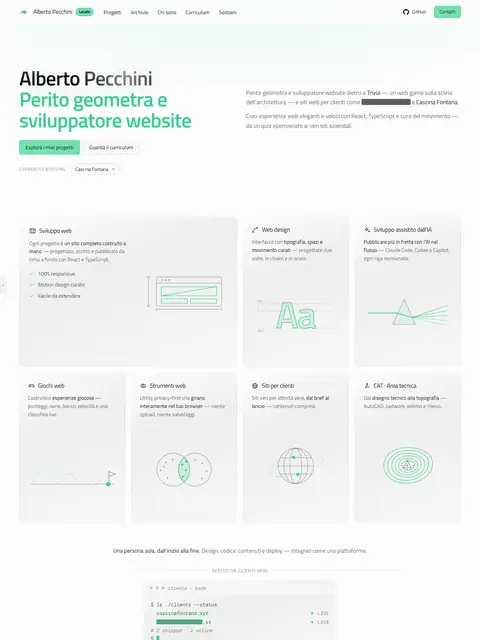 Alberto Pecchini
Locale
Progetti
Archivio
Chi sono
Curriculum
Sostieni
GitHub
Contatti
Alberto Pecchini
Perito geometra e
sviluppatore website
Perito geometra e sviluppatore website dietro a Trivia — un web game sulla storia
dell'architettura — e siti web per clienti come
e Cascina Fontana.
Creo esperienze web eleganti e veloci con React, TypeScript e cura del movimento —
da un quiz spensierato ai veri siti aziendali.
Esplora i miei progetti
Guarda il curriculum
CURRENTLY BUILDING
Cascina Fontana
Sviluppo web
Ogni progetto è un sito completo costruito a
mano — progettato, scritto e pubblicato da
cima a fondo con React e TypeScript.
100% responsive
Motion design curato
Facile da estendere
Web design
Interfacce con tipografia, spazi e
movimento curati — progettate due
volte, in chiaro e in scuro.
Aa
Sviluppo assistito dall'IA
Pubblicare più in fretta con l'IA nel
flusso — Claude Code, Codex e Copilot,
ogni riga revisionata.
Giochi web
Costruisco esperienze giocose —
punteggi, serie, bonus velocità e una
classifica live.
Strumenti web
Utility privacy-first che girano
interamente nel tuo browser — niente
upload, niente salvataggi.
Siti per clienti
Siti veri per attività vere, dal brief al
lancio — contenuti compresi.
CAT · Area tecnica
Dal disegno tecnico alla topografia —
AutoCAD, cadwork, estimo e rilievo.
Una persona sola, dall'inizio alla fine. Design, codice, contenuti e deploy — integrati come una piattaforma.
SCELTO DA CLIENTI VERI
clients — bash
$ ls ./clients --status
cascinafontana.xyz
LIVE
.it
LIVE
# 2 shipped · 2 online
$